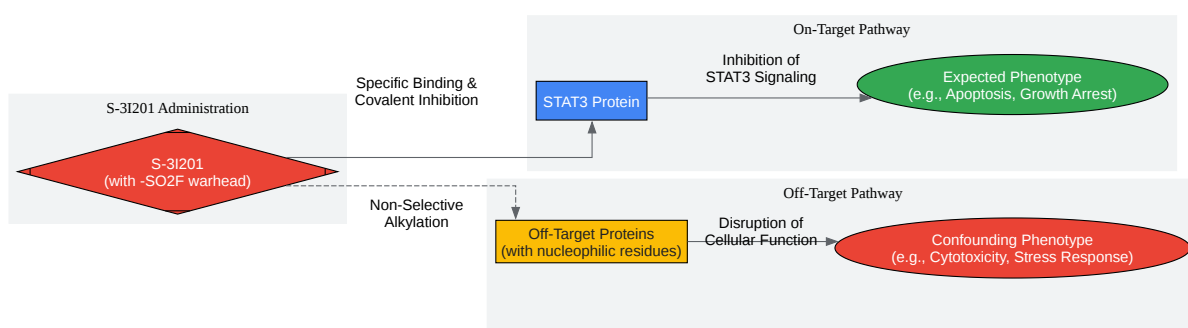 On-Target Pathway
Inhibition of
STAT3 Signaling
Expected Phenotype
(e.g., Apoptosis, Growth Arrest)
STAT3 Protein
Specific Binding &
Covalent Inhibition
S-3I201 Administration
S-3I201
(with -SO2F warhead)
Non-Selective
Alkylation
Off-Target Pathway
Off-Target Proteins
(with nucleophilic residues)
Disruption of
Cellular Function
Confounding Phenotype
(e.g., Cytotoxicity, Stress Response)